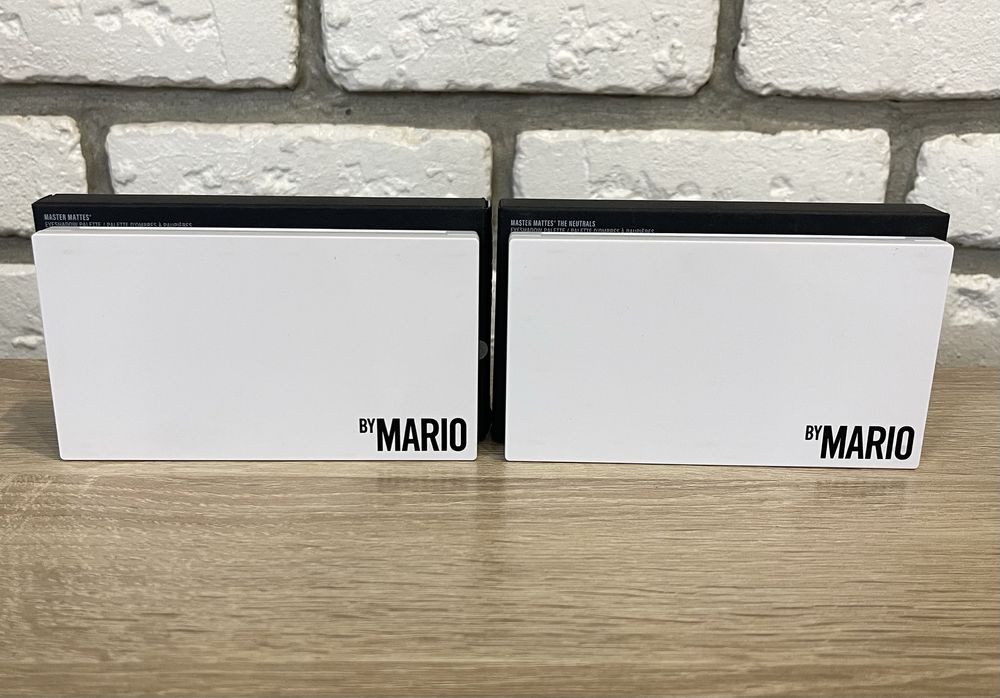 MASTER MATTES®
EYESHADOW PALETTE / PALETTE D'OMBRES À PAUPIÈRES
BY MARIO
MASTER MATTES® THE NEUTRALS
EYESHADOW PALETTE / PALETTE D'OMBRES À PAUPIÈRES
BY MARIO